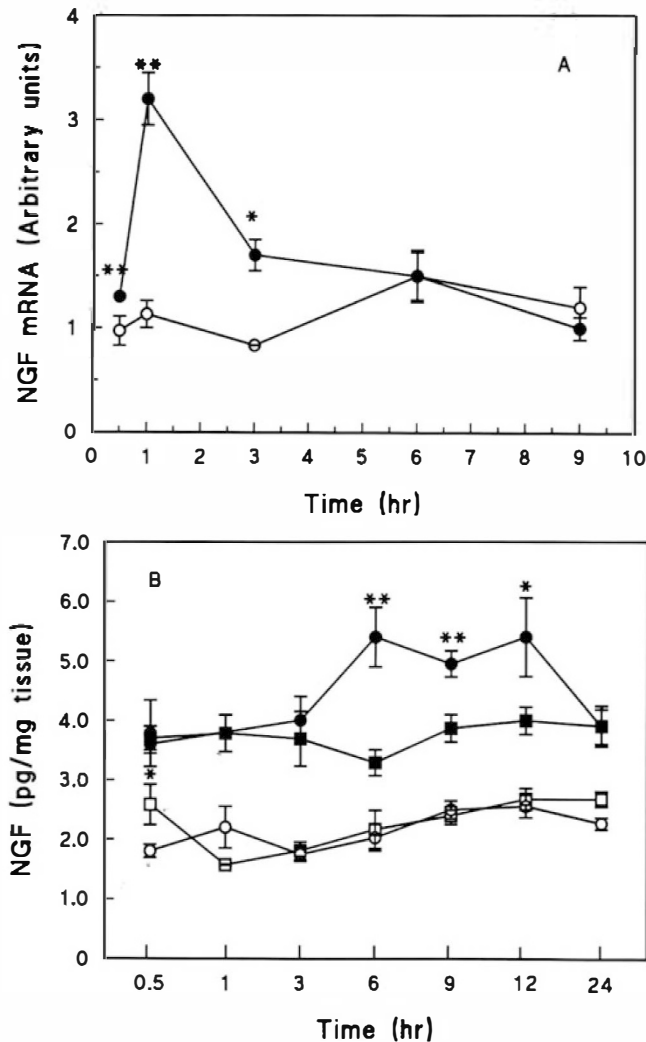 4
3
2
1
0
NGF mRNA (Arbitrary units)
A
**
**
*
0 1 2 3 4 5 6 7 8 9 10
Time (hr)
7.0
6.0
5.0
4.0
3.0
2.0
1.0
0
NGF (pg/mg tissue)
B
**
**
*
*
0.5 1 3 6 9 12 24
Time (hr)